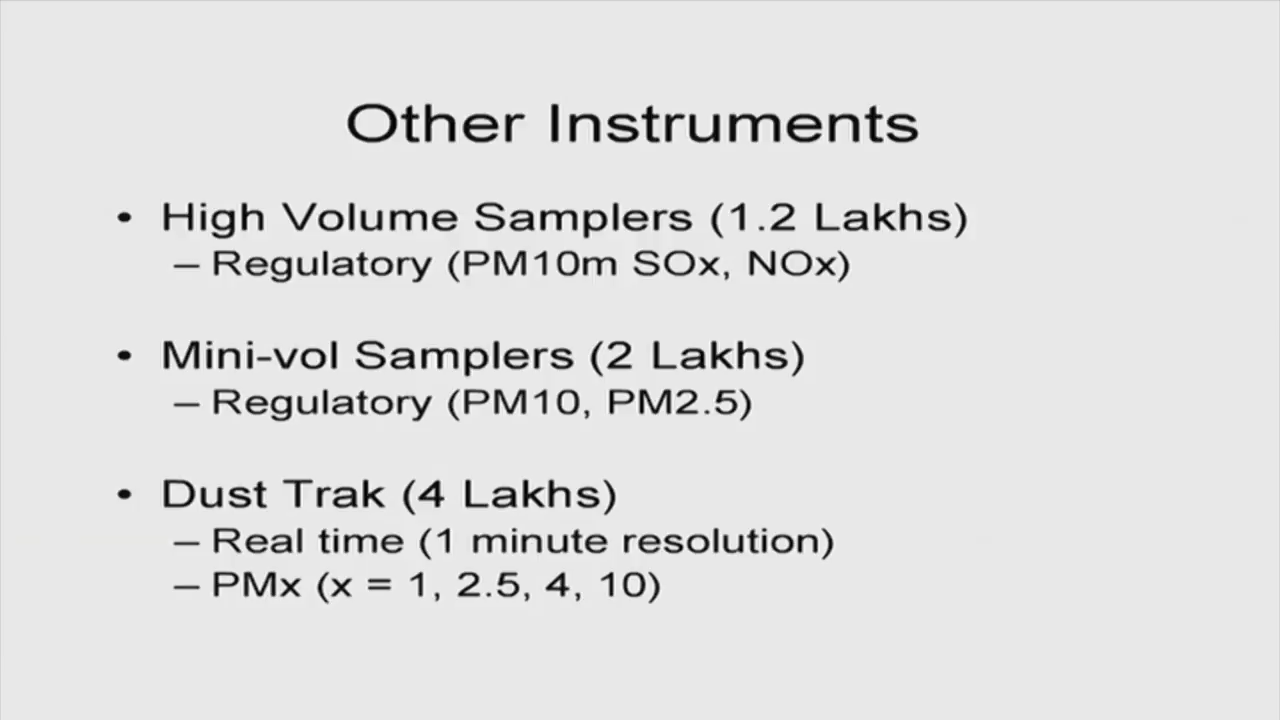 Other Instruments
• High Volume Samplers (1.2 Lakhs)
– Regulatory (PM10m SOx, NOx)
• Mini-vol Samplers (2 Lakhs)
– Regulatory (PM10, PM2.5)
• Dust Trak (4 Lakhs)
– Real time (1 minute resolution)
– PMx (x = 1, 2.5, 4, 10)